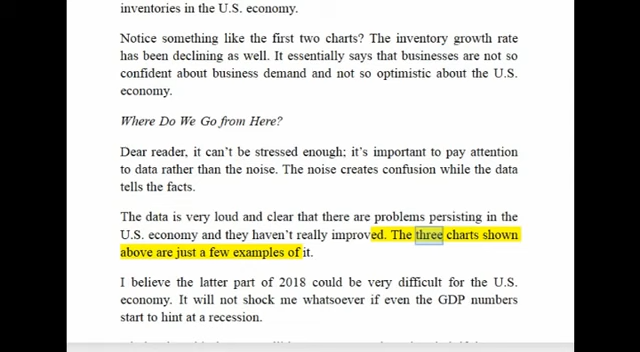 inventories in the U.S. economy.
Notice something like the first two charts? The inventory growth rate
has been declining as well. It essentially says that businesses are not so
confident about business demand and not so optimistic about the U.S.
economy.
Where Do We Go from Here?
Dear reader, it can't be stressed enough; it's important to pay attention
to data rather than the noise. The noise creates confusion while the data
tells the facts.
The data is very loud and clear that there are problems persisting in the
U.S. economy and they haven't really improved. The three charts shown
above are just a few examples of it.
I believe the latter part of 2018 could be very difficult for the U.S.
economy. It will not shock me whatsoever if even the GDP numbers
start to hint at a recession.